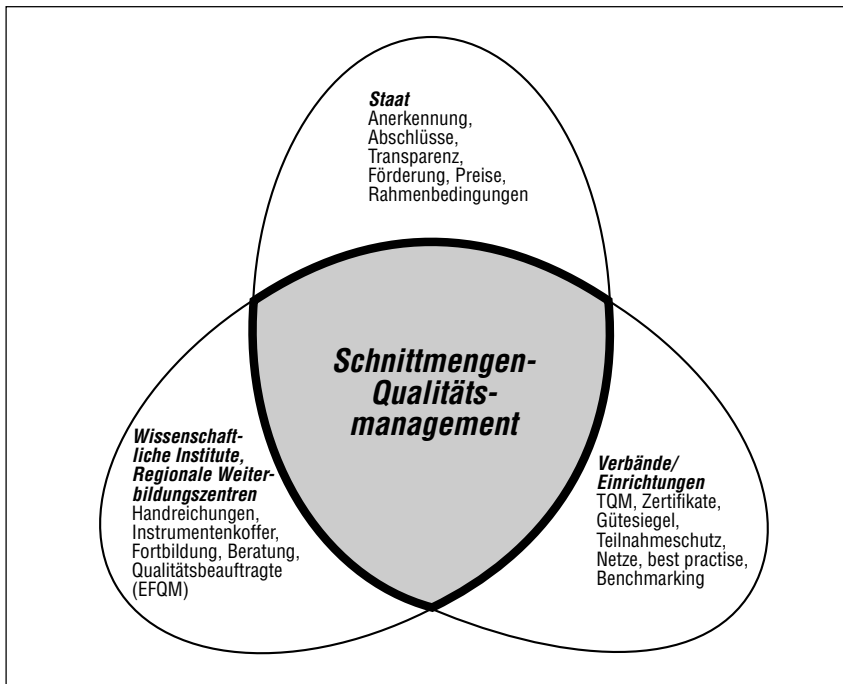 Staat
Anerkennung,
Abschlüsse,
Transparenz,
Förderung, Preise,
Rahmenbedingungen
Schnittmengen-
Qualitäts-
management
Wissenschaft-
liche Institute,
Regionale Weiter-
bildungszentren
Handreichungen,
Instrumentenkoffer,
Fortbildung, Beratung,
Qualitätsbeauftragte
(EFQM)
Verbände/
Einrichtungen
TQM, Zertifikate,
Gütesiegel,
Teilnahmeschutz,
Netze, best practise,
Benchmarking